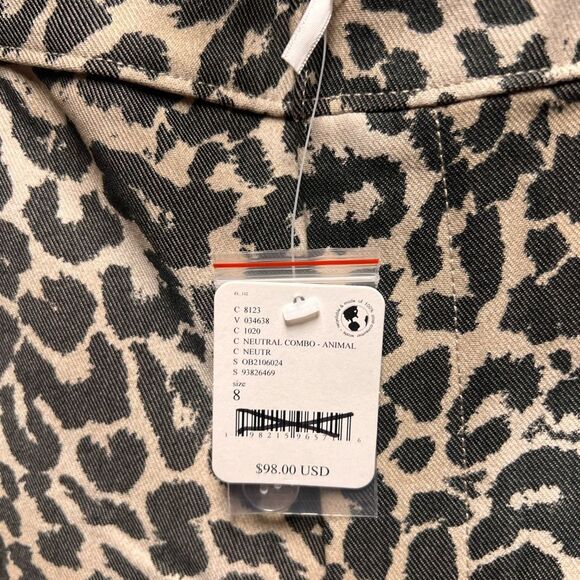 C 8123
V 034638
C 1020
C NEUTRAL COMBO - ANIMAL
C NEUTR
S OB2106024
S 93826469
size
8
$98.00 USD